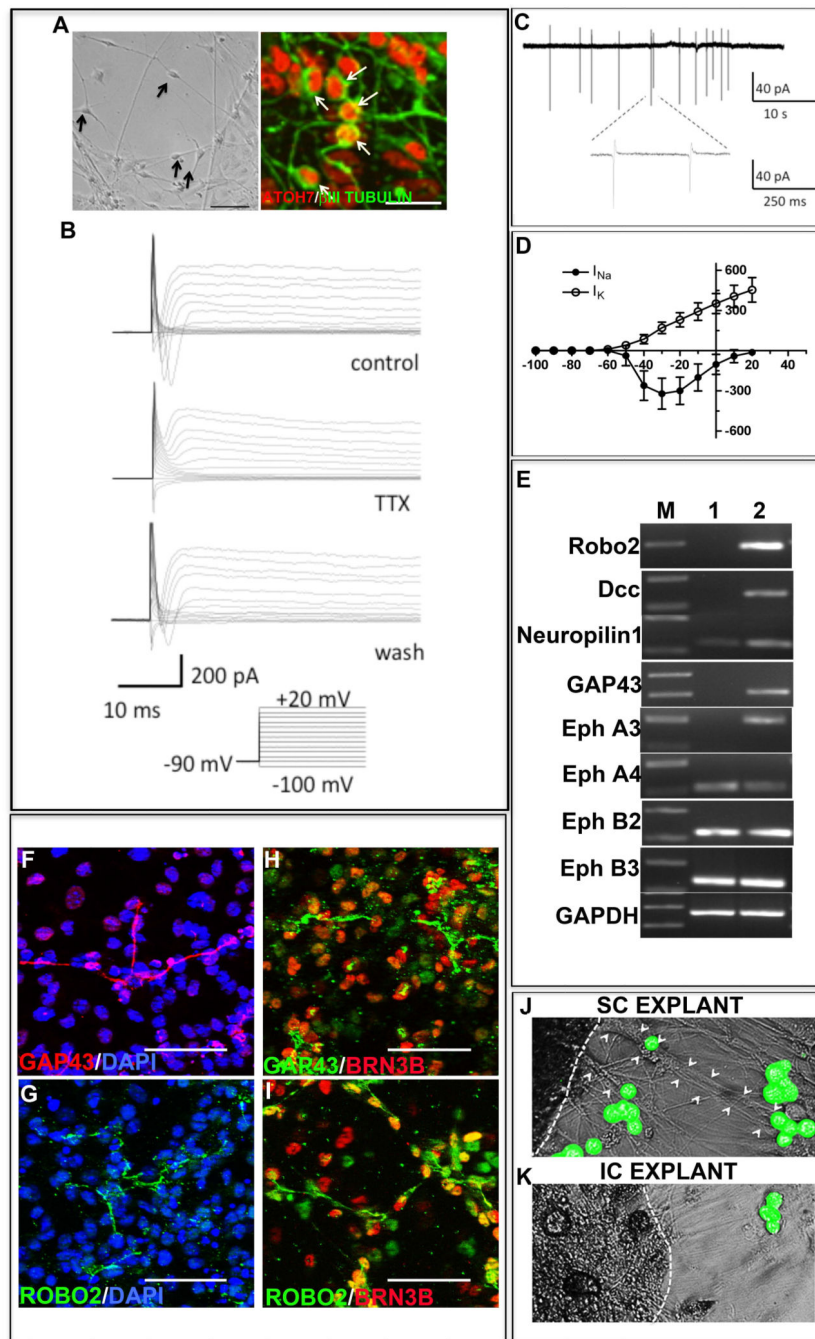 A
ATOH7/βIII TUBULIN
B
control
TTX
wash
200 pA
10 ms
+20 mV
-90 mV
-100 mV
C
40 pA
10 s
40 pA
250 ms
D
I Na
I K
600
300
-300
-600
-100 -80 -60 -40 -20 0 20 40
E
M 1 2
Robo2
Dcc
Neuropilin1
GAP43
Eph A3
Eph A4
Eph B2
Eph B3
GAPDH
F
GAP43/DAPI
H
GAP43/BRN3B
G
ROBO2/DAPI
I
ROBO2/BRN3B
J
SC EXPLANT
K
IC EXPLANT